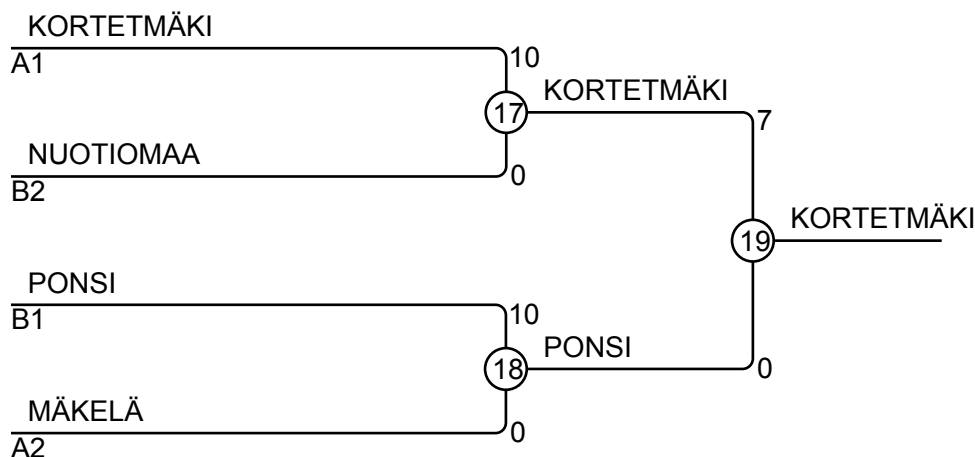 KORTETMÄKI
A1
10
17
KORTETMÄKI
7
NUOTIOMAA
B2
0
19
KORTETMÄKI
PONSI
B1
10
18
PONSI
0
MÄKELÄ
A2
0